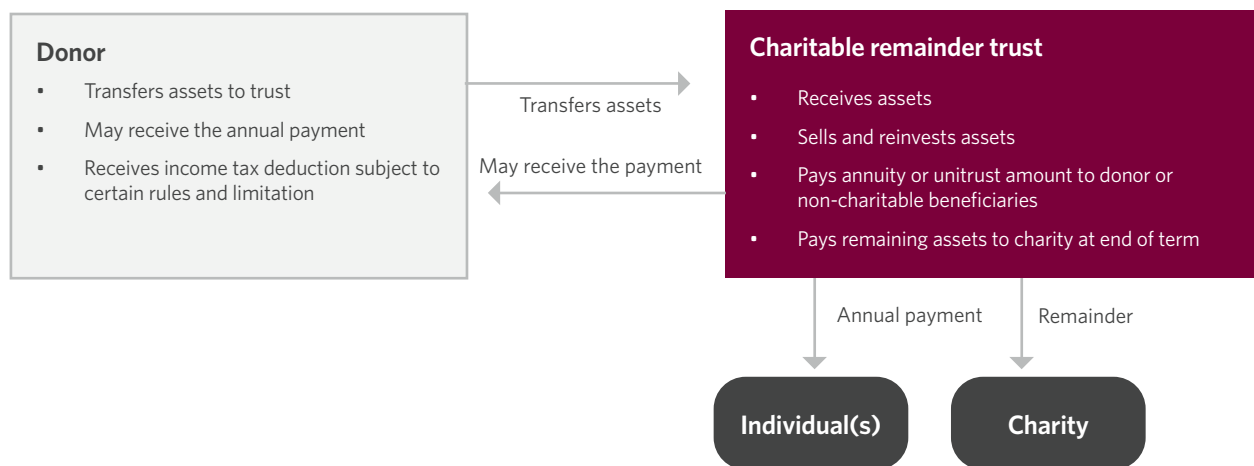 Donor
• Transfers assets to trust
• May receive the annual payment
• Receives income tax deduction subject to
certain rules and limitation
Transfers assets
May receive the payment
Charitable remainder trust
• Receives assets
• Sells and reinvests assets
• Pays annuity or unitrust amount to donor or
non-charitable beneficiaries
• Pays remaining assets to charity at end of term
Annual payment
Remainder
Individual(s)
Charity